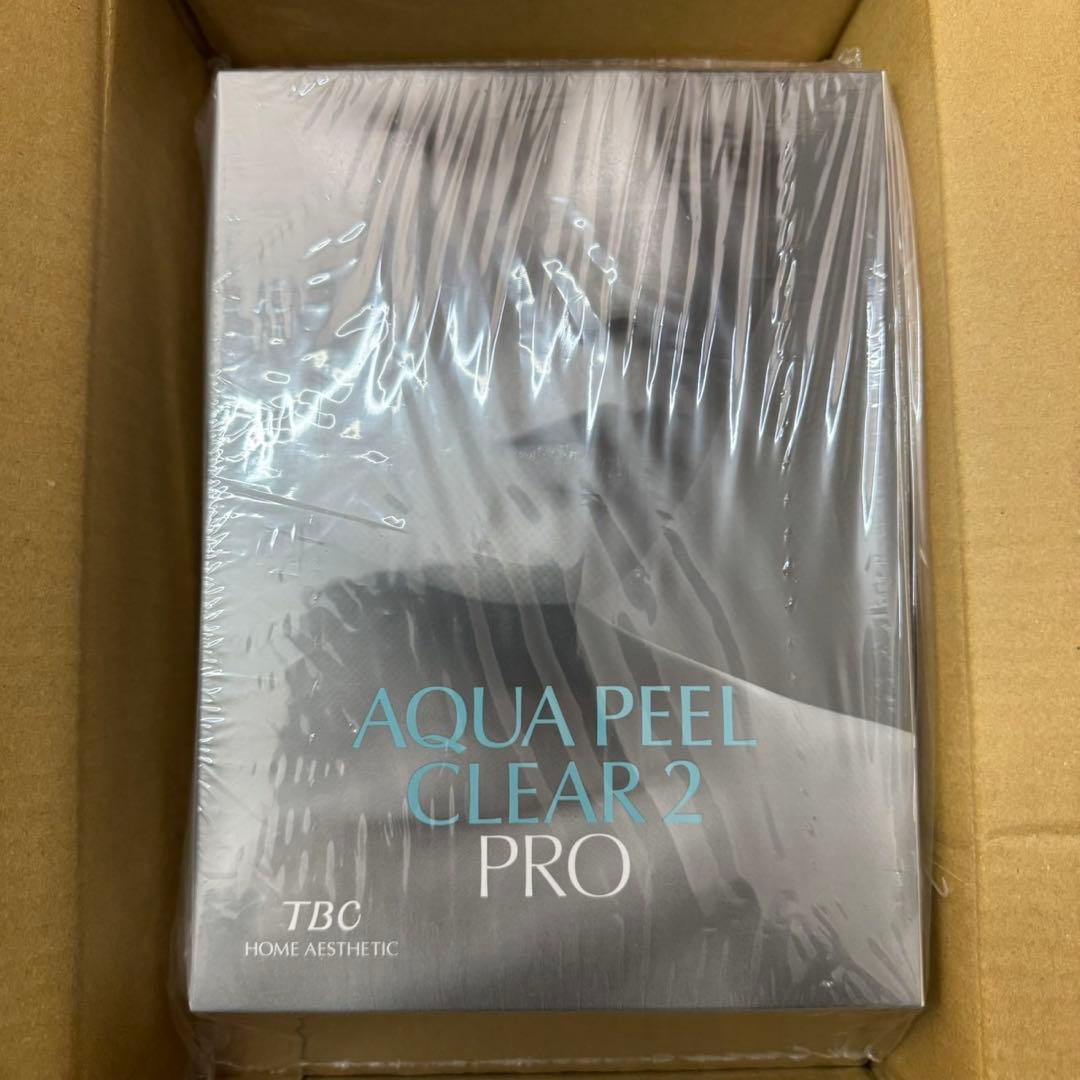 AQUA PEEL
CLEAR 2
PRO
TBC
HOME AESTHETIC